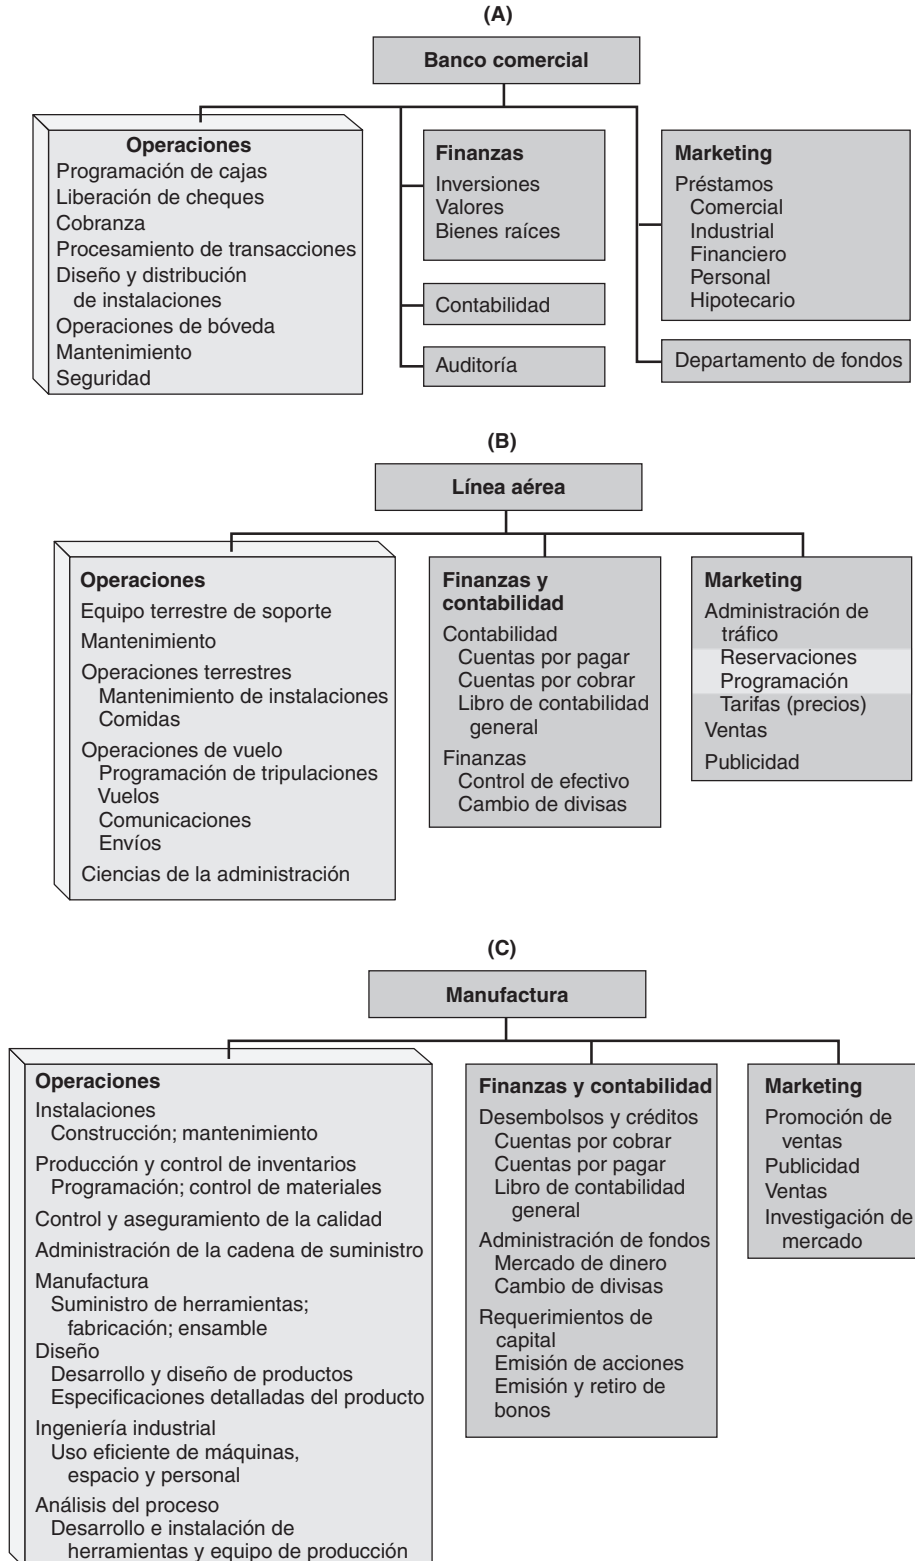 (A)
Banco comercial
Operaciones
Programación de cajas
Liberación de cheques
Cobranza
Procesamiento de transacciones
Diseño y distribución
de instalaciones
Operaciones de bóveda
Mantenimiento
Seguridad
Finanzas
Inversiones
Valores
Bienes raíces
Contabilidad
Auditoría
Marketing
Préstamos
Comercial
Industrial
Financiero
Personal
Hipotecario
Departamento de fondos
(B)
Línea aérea
Operaciones
Equipo terrestre de soporte
Mantenimiento
Operaciones terrestres
Mantenimiento de instalaciones
Comidas
Operaciones de vuelo
Programación de tripulaciones
Vuelos
Comunicaciones
Envíos
Ciencias de la administración
Finanzas y
contabilidad
Contabilidad
Cuentas por pagar
Cuentas por cobrar
Libro de contabilidad
general
Finanzas
Control de efectivo
Cambio de divisas
Marketing
Administración de
tráfico
Reservaciones
Programación
Tarifas (precios)
Ventas
Publicidad
(C)
Manufactura
Operaciones
Instalaciones
Construcción; mantenimiento
Producción y control de inventarios
Programación; control de materiales
Control y aseguramiento de la calidad
Administración de la cadena de suministro
Manufactura
Suministro de herramientas;
fabricación; ensamble
Diseño
Desarrollo y diseño de productos
Especificaciones detalladas del producto
Ingeniería industrial
Uso eficiente de máquinas,
espacio y personal
Análisis del proceso
Desarrollo e instalación de
herramientas y equipo de producción
Finanzas y contabilidad
Desembolsos y créditos
Cuentas por cobrar
Cuentas por pagar
Libro de contabilidad
general
Administración de fondos
Mercado de dinero
Cambio de divisas
Requerimientos de
capital
Emisión de acciones
Emisión y retiro de
bonos
Marketing
Promoción de
ventas
Publicidad
Ventas
Investigación de
mercado